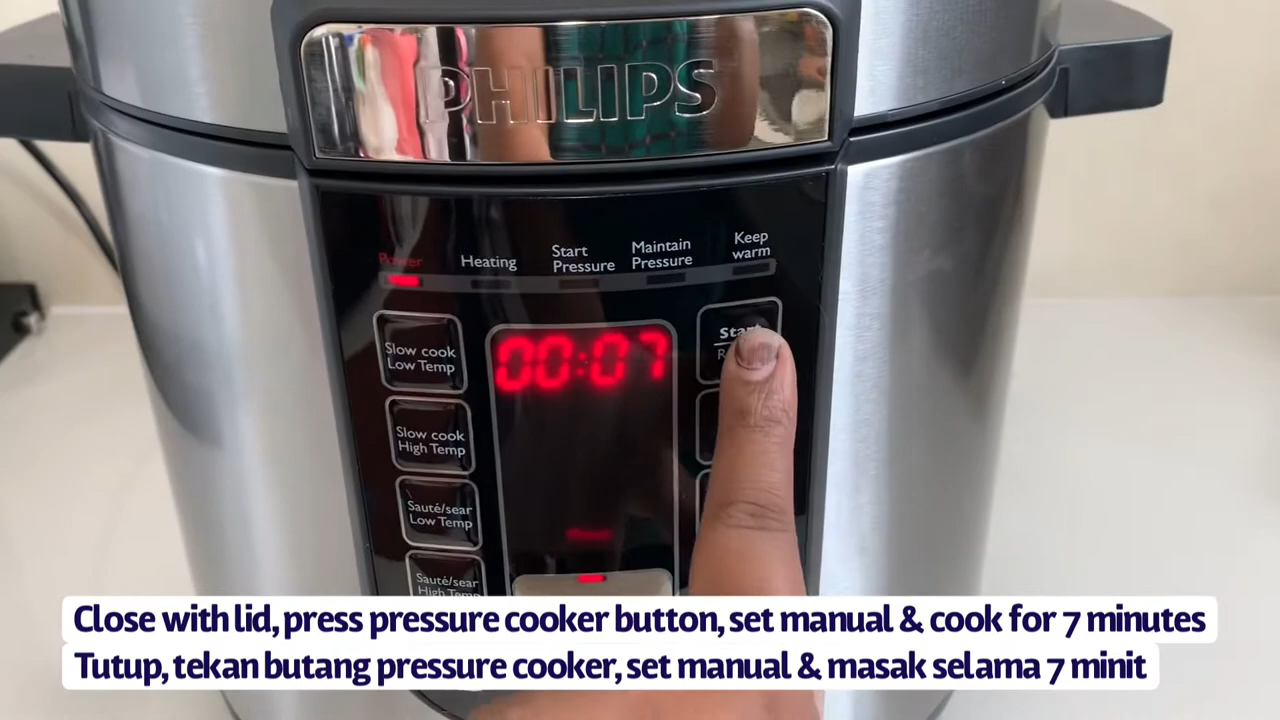 PHILIPS
Power
Heating
Start
Pressure
Maintain
Pressure
Keep
warm
Slow cook
Low Temp
00:07
Start
Slow cook
High Temp
Sauté/sear
Low Temp
Sauté/sear
High Temp
Close with lid, press pressure cooker button, set manual & cook for 7 minutes
Tutup, tekan butang pressure cooker, set manual & masak selama 7 minit